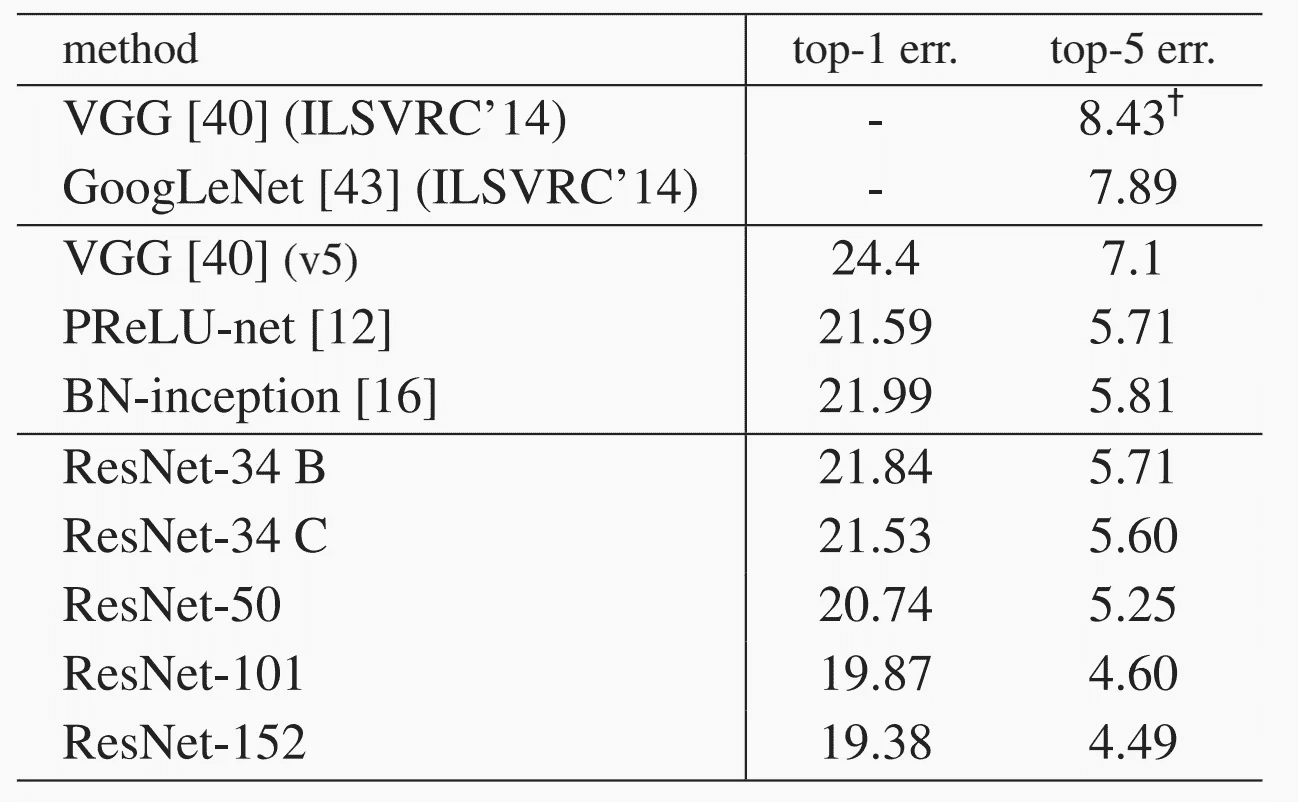 method top-1 err. top-5 err.
VGG [40] (ILSVRC’14) - 8.43†
GoogLeNet [43] (ILSVRC’14) - 7.89
VGG [40] (v5) 24.4 7.1
PReLU-net [12] 21.59 5.71
BN-inception [16] 21.99 5.81
ResNet-34 B 21.84 5.71
ResNet-34 C 21.53 5.60
ResNet-50 20.74 5.25
ResNet-101 19.87 4.60
ResNet-152 19.38 4.49